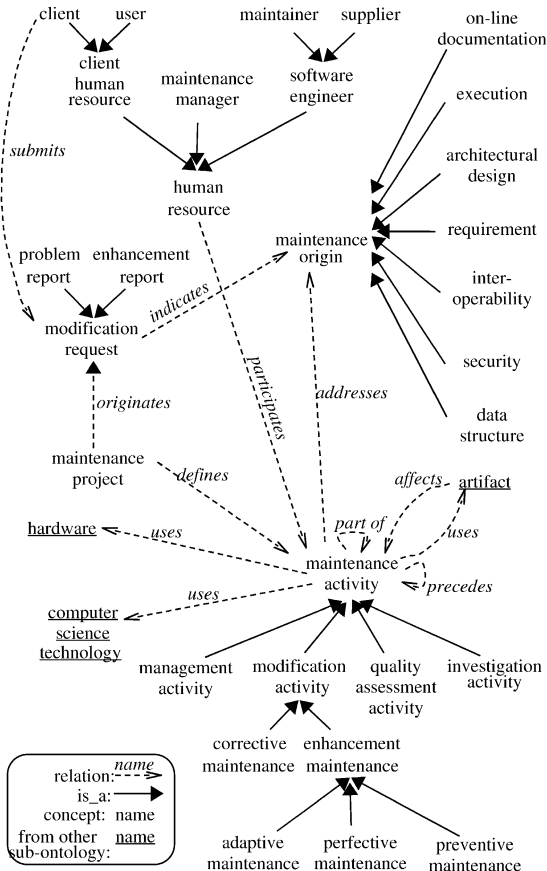 client
user
maintainer
supplier
on-line
documentation
client
human
resource
maintenance
manager
software
engineer
execution
submits
architectural
design
human
resource
requirement
maintenance
origin
problem
report
enhancement
report
inter-
operability
indicates
modification
request
security
participates
addresses
originates
data
structure
maintenance
project
defines
affects
artifact
part of
hardware
uses
uses
maintenance
activity
precedes
uses
computer
science
technology
management
activity
modification
activity
quality
assessment
activity
investigation
activity
corrective
maintenance
enhancement
maintenance
adaptive
maintenance
perfective
maintenance
preventive
maintenance
relation: name
is_a:
concept: name
from other name
sub-ontology: